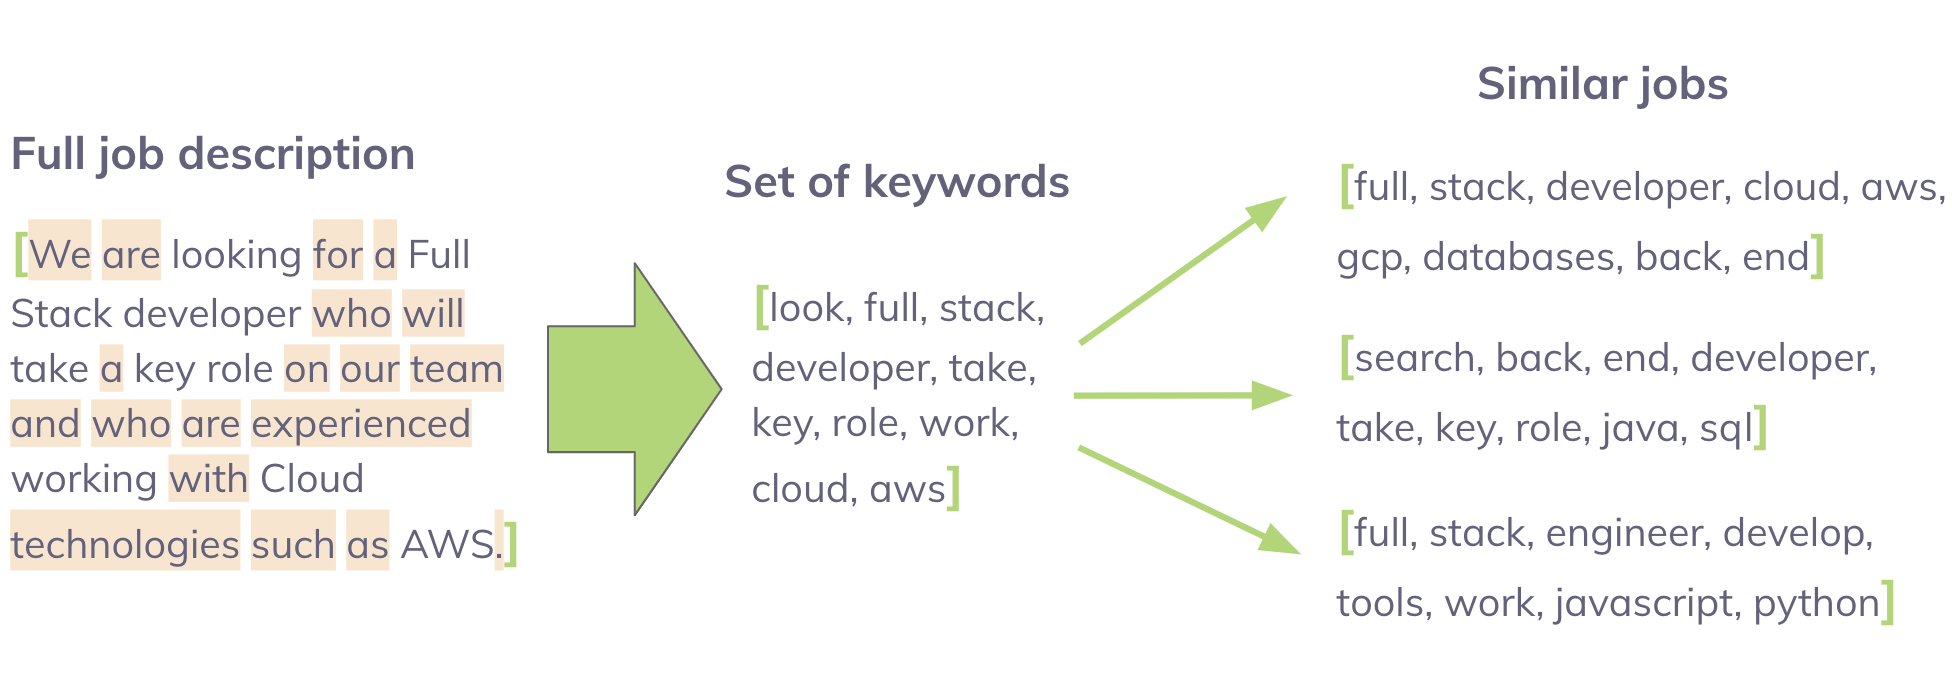 Full job description
[We are looking for a Full
Stack developer who will
take a key role on our team
and who are experienced
working with Cloud
technologies such as AWS.]
Set of keywords
[look, full, stack,
developer, take,
key, role, work,
cloud, aws]
Similar jobs
[full, stack, developer, cloud, aws,
gcp, databases, back, end]
[search, back, end, developer,
take, key, role, java, sql]
[full, stack, engineer, develop,
tools, work, javascript, python]